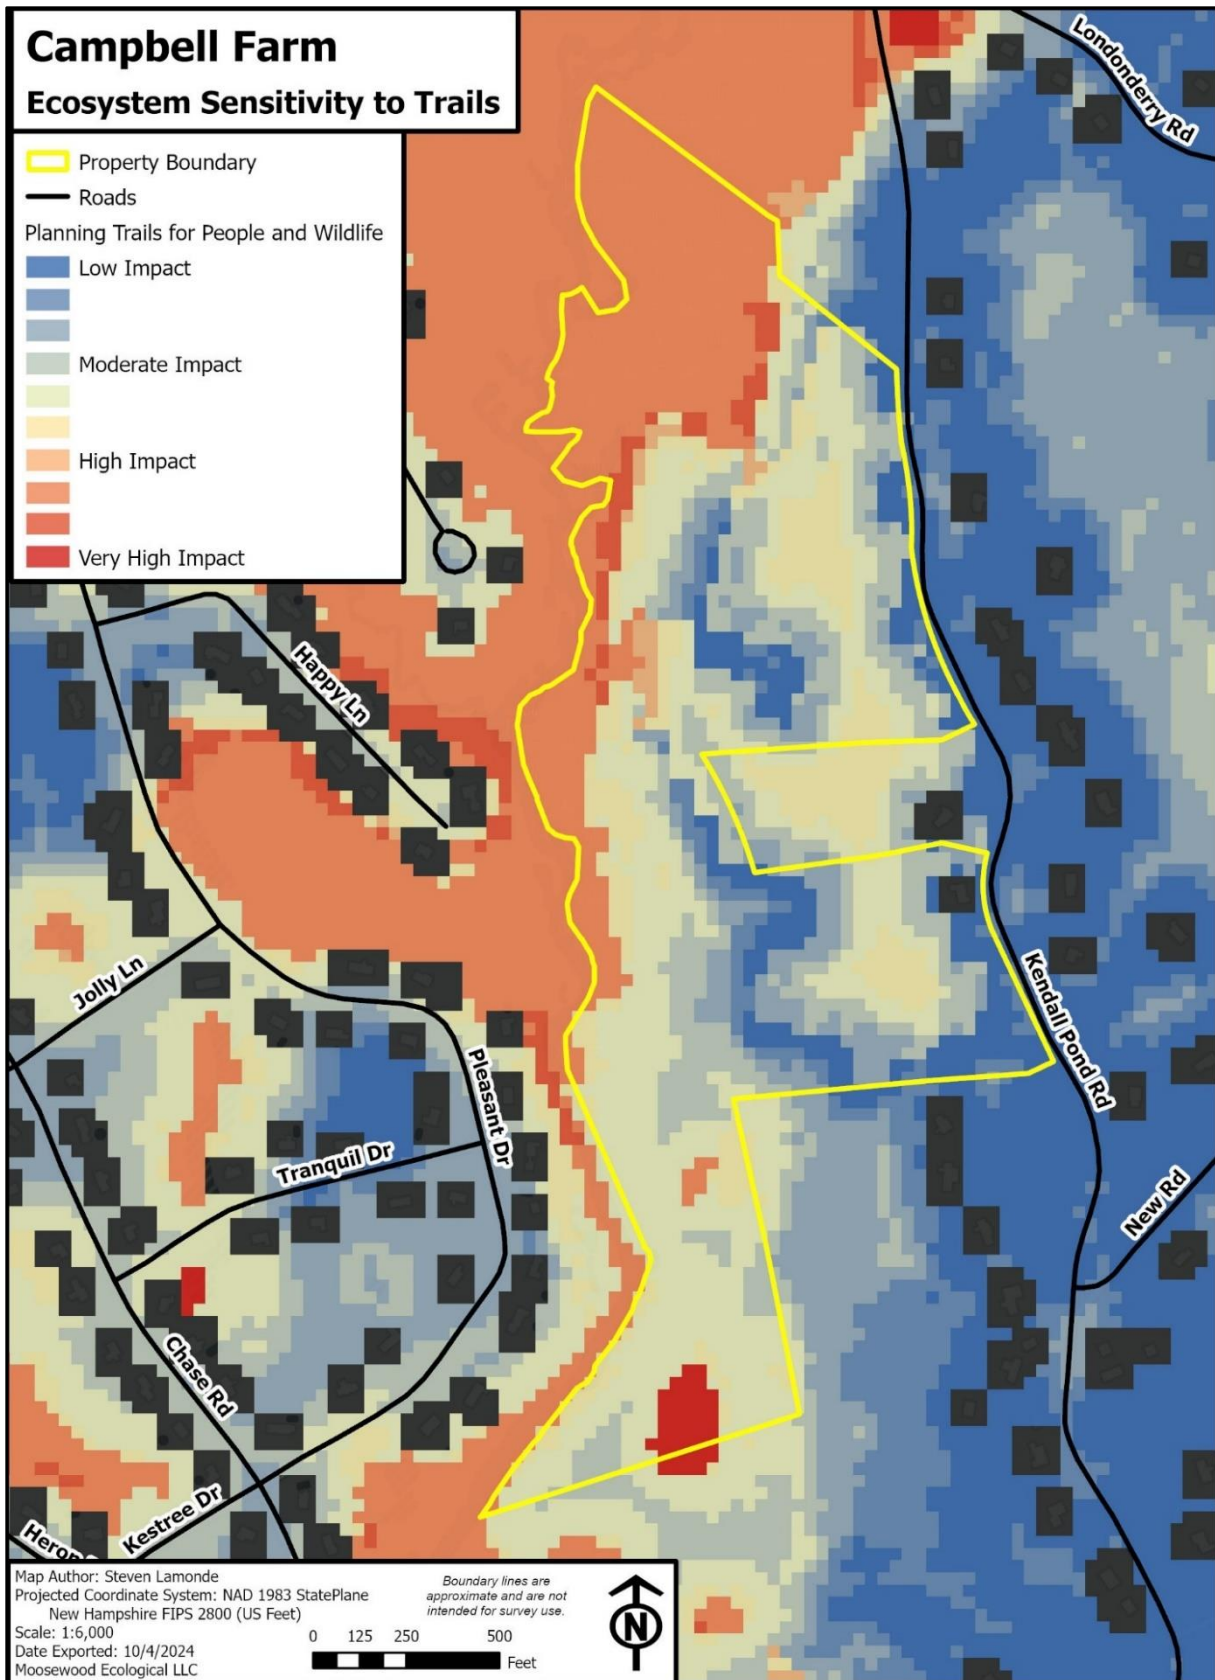 Campbell Farm
Ecosystem Sensitivity to Trails
Property Boundary
Roads
Planning Trails for People and Wildlife
Low Impact
Moderate Impact
High Impact
Very High Impact
Londonderry Rd
Happy Ln
Jolly Ln
Pleasant Dr
Tranquil Dr
Kendall Pond Rd
New Rd
Chase Rd
Kestree Dr
Heron
Map Author: Steven Lamonde
Projected Coordinate System: NAD 1983 StatePlane
New Hampshire FIPS 2800 (US Feet)
Scale: 1:6,000
Date Exported: 10/4/2024
Moosewood Ecological LLC
Boundary lines are
approximate and are not
intended for survey use.
0 125 250 500
Feet
N